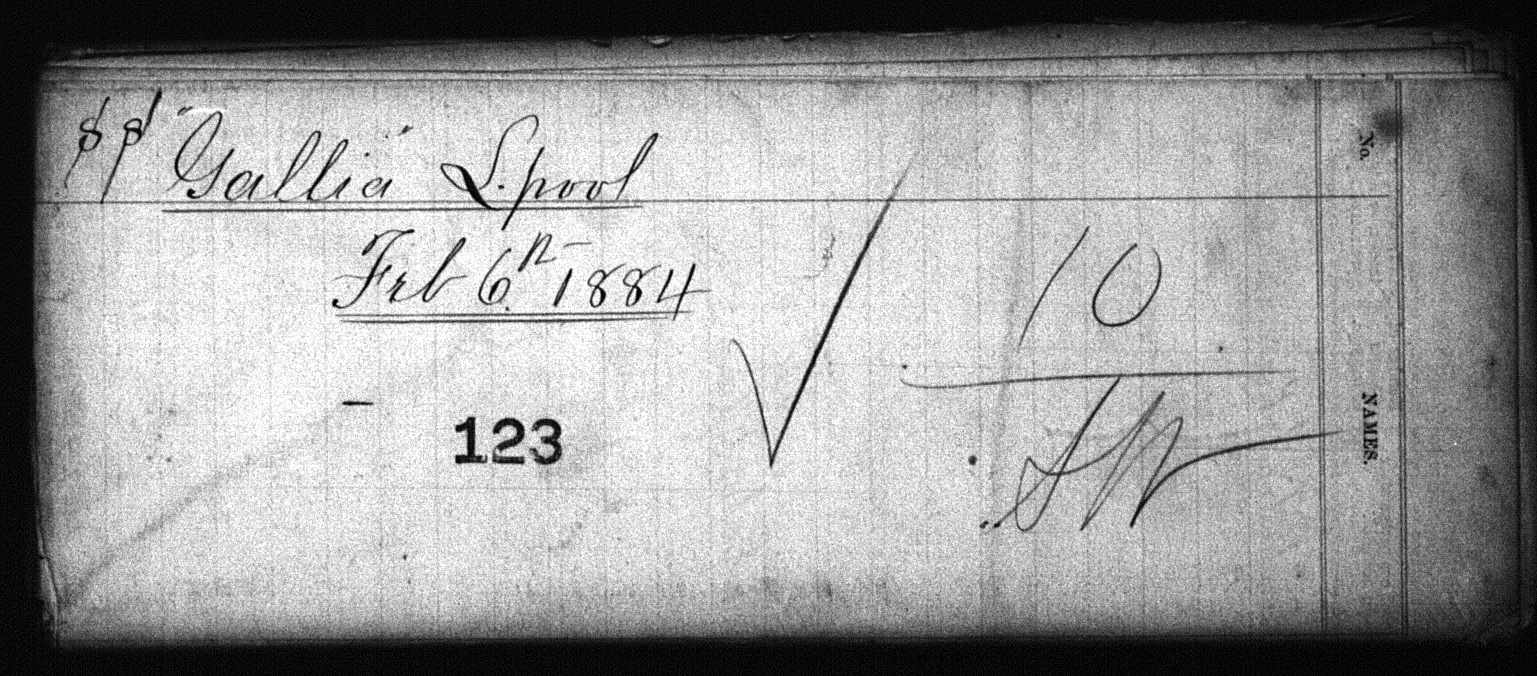 SS "Gallia" L.pool
Feb 6th 1884
123
10
No.
NAMES.